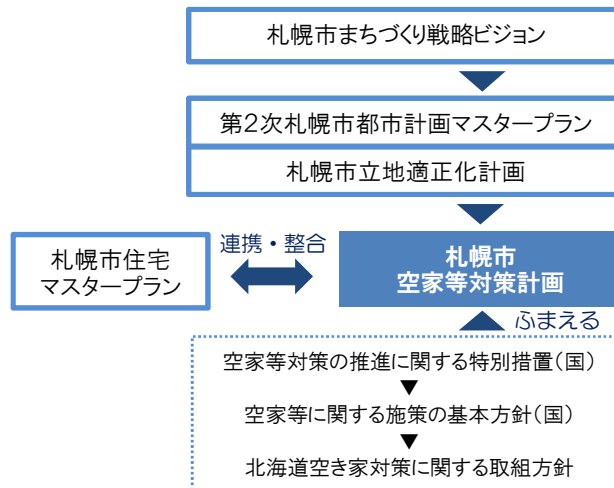 札幌市まちづくり戦略ビジョン
第2次札幌市都市計画マスタープラン
札幌市立地適正化計画
札幌市住宅
マスタープラン
連携・整合
札幌市
空家等対策計画
ふまえる
空家等対策の推進に関する特別措置(国)
空家等に関する施策の基本方針(国)
北海道空き家対策に関する取組方針